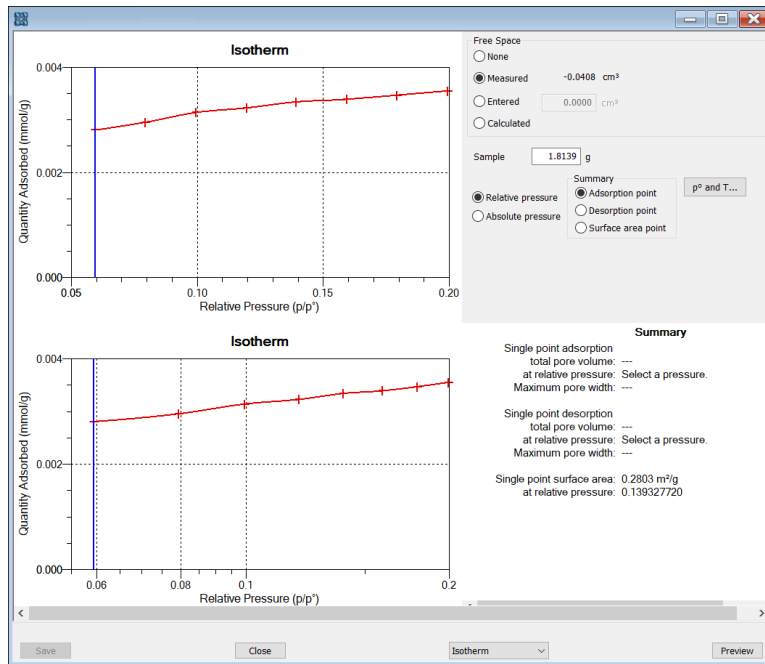 Isotherm
0.004
0.002
0.000
0.05
0.10
0.15
0.20
Quantity Adsorbed (mmol/g)
Relative Pressure (p/p°)
Isotherm
0.004
0.002
0.000
0.06
0.08
0.1
0.2
Quantity Adsorbed (mmol/g)
Relative Pressure (p/p°)
Free Space
None
Measured -0.0408 cm³
Entered 0.0000 cm³
Calculated
Sample 1.8139 g
Relative pressure
Absolute pressure
Summary
Adsorption point
Desorption point
Surface area point
p° and T...
Summary
Single point adsorption
total pore volume: ---
at relative pressure: Select a pressure.
Maximum pore width: ---
Single point desorption
total pore volume: ---
at relative pressure: Select a pressure.
Maximum pore width: ---
Single point surface area: 0.2803 m²/g
at relative pressure: 0.139327720
Save
Close
Isotherm
Preview